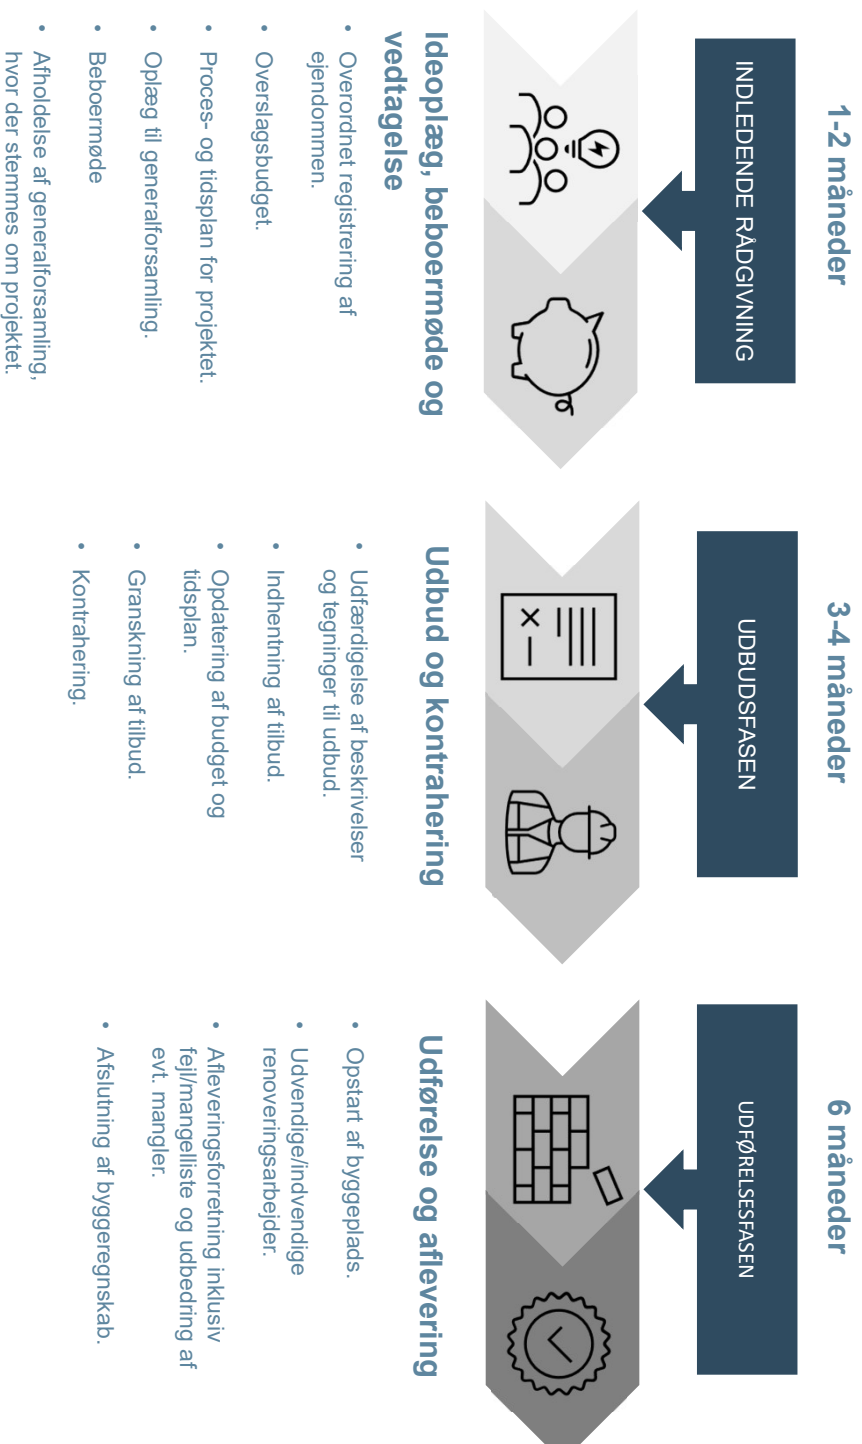 1-2 måneder
INDLEDENDE RÅDGIVNING
Ideoplæg, beboermøde og
vedtagelse
• Overordnet registrering af
ejendommen.
• Overslagsbudget.
• Proces- og tidsplan for projektet.
• Oplæg til generalforsamling.
• Beboermøde
• Afholdelse af generalforsamling,
hvor der stemmes om projektet.
3-4 måneder
UDBUDSFASEN
Udbud og kontrahering
• Udfærdigelse af beskrivelser
og tegninger til udbud.
• Indhentning af tilbud.
• Opdatering af budget og
tidsplan.
• Granskning af tilbud.
• Kontrahering.
6 måneder
UDFØRELSESFASEN
Udførelse og aflevering
• Opstart af byggeplads.
• Udvendige/indvendige
renoveringsarbejder.
• Afleveringsforretning inklusiv
fejl/mangelliste og udbedring af
evt. mangler.
• Afslutning af byggeregnskab.